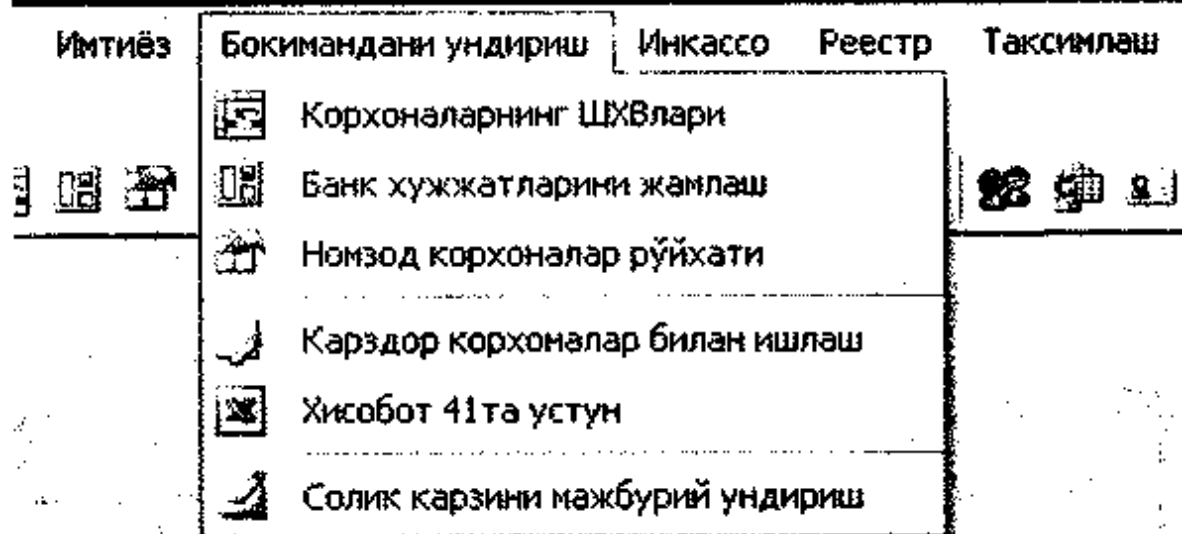 Имтиёз Бокимандани ундириш Инкассо Реестр Таксимлаш
Корхоналарнинг ШХВлари
Банк хужжатларини жамлаш
Номзод корхоналар рўйхати
Карздор корхоналар билан ишлаш
Хисобот 41та устун
Солик карзини мажбурий ундириш